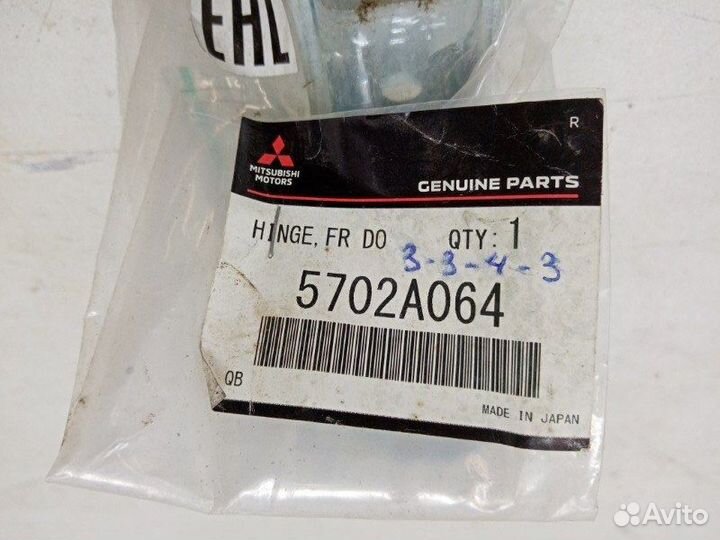 EAC
R
MITSUBISHI
MOTORS
GENUINE PARTS
HINGE, FR DO QTY: 1
3-3-4-3
5702A064
QB
MADE IN JAPAN
Avito